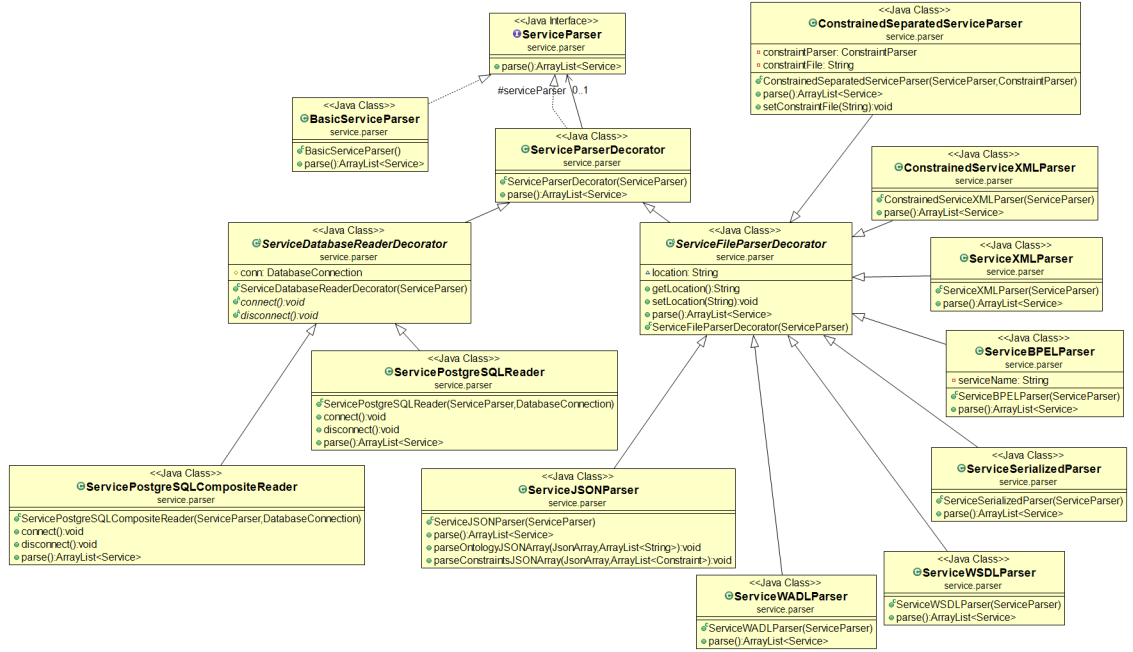 <<Java Interface>>
ServiceParser
service.parser
parse():ArrayList<Service>
#serviceParser 0..1
<<Java Class>>
ConstrainedSeparatedServiceParser
service.parser
constraintParser: ConstraintParser
constraintFile: String
ConstrainedSeparatedServiceParser(ServiceParser,ConstraintParser)
parse():ArrayList<Service>
setConstraintFile(String):void
<<Java Class>>
BasicServiceParser
service.parser
BasicServiceParser()
parse():ArrayList<Service>
<<Java Class>>
ServiceParserDecorator
service.parser
ServiceParserDecorator(ServiceParser)
parse():ArrayList<Service>
<<Java Class>>
ConstrainedServiceXMLParser
service.parser
ConstrainedServiceXMLParser(ServiceParser)
parse():ArrayList<Service>
<<Java Class>>
ServiceDatabaseReaderDecorator
service.parser
conn: DatabaseConnection
ServiceDatabaseReaderDecorator(ServiceParser)
connect():void
disconnect():void
<<Java Class>>
ServiceFileParserDecorator
service.parser
location: String
getLocation():String
setLocation(String):void
parse():ArrayList<Service>
ServiceFileParserDecorator(ServiceParser)
<<Java Class>>
ServiceXMLParser
service.parser
ServiceXMLParser(ServiceParser)
parse():ArrayList<Service>
<<Java Class>>
ServiceBPELParser
service.parser
serviceName: String
ServiceBPELParser(ServiceParser)
parse():ArrayList<Service>
<<Java Class>>
ServicePostgreSQLReader
service.parser
ServicePostgreSQLReader(ServiceParser,DatabaseConnection)
connect():void
disconnect():void
parse():ArrayList<Service>
<<Java Class>>
ServicePostgreSQLCompositeReader
service.parser
ServicePostgreSQLCompositeReader(ServiceParser,DatabaseConnection)
connect():void
disconnect():void
parse():ArrayList<Service>
<<Java Class>>
ServiceJSONParser
service.parser
ServiceJSONParser(ServiceParser)
parse():ArrayList<Service>
parseOntologyJSONArray(JsonArray,ArrayList<String>):void
parseConstraintsJSONArray(JsonArray,ArrayList<Constraint>):void
<<Java Class>>
ServiceSerializedParser
service.parser
ServiceSerializedParser(ServiceParser)
parse():ArrayList<Service>
<<Java Class>>
ServiceWSDLParser
service.parser
ServiceWSDLParser(ServiceParser)
parse():ArrayList<Service>
<<Java Class>>
ServiceWADLParser
service.parser
ServiceWADLParser(ServiceParser)
parse():ArrayList<Service>